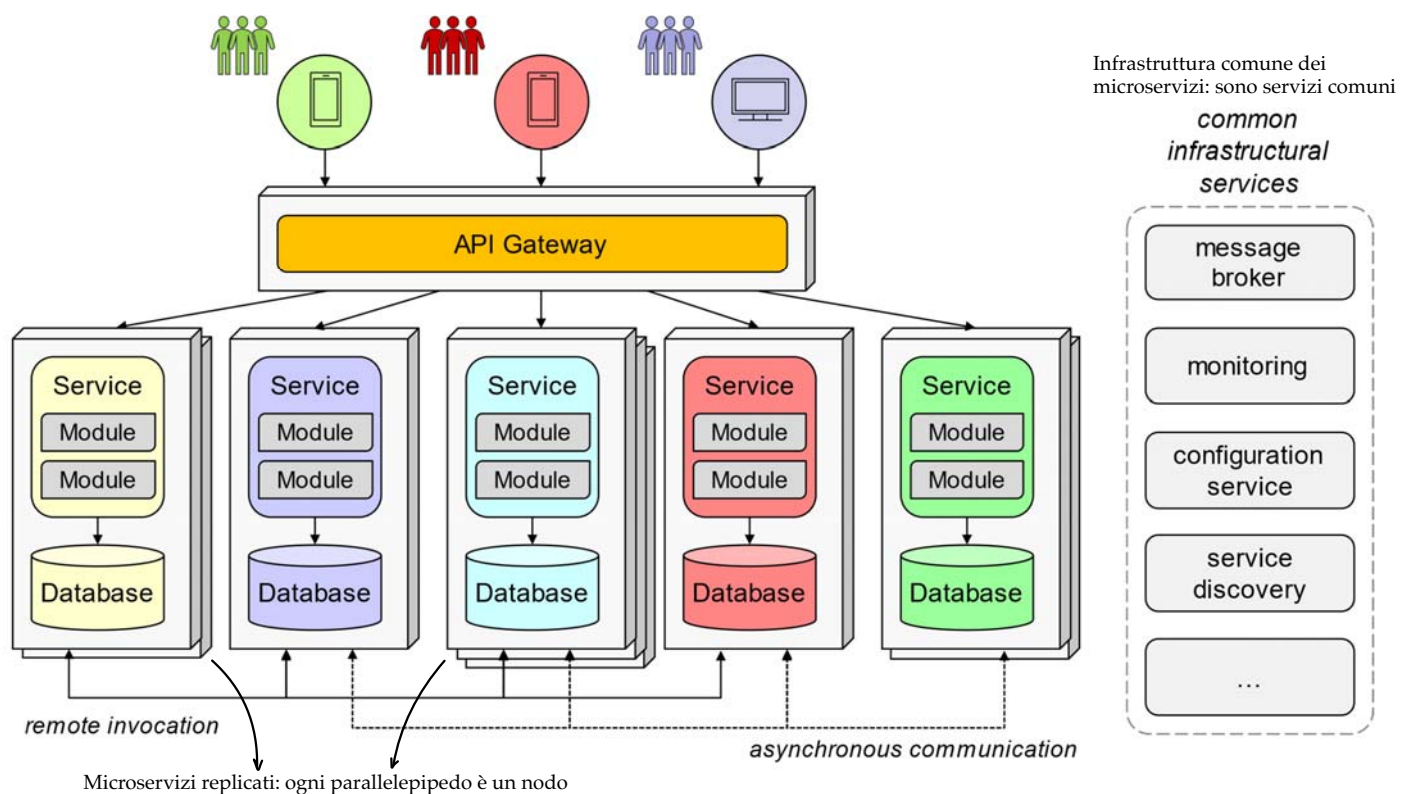 Infrastruttura comune dei
microservizi: sono servizi comuni
common
infrastructural
services
API Gateway
message
broker
monitoring
configuration
service
service
discovery
...
Service
Module
Module
Database
Service
Module
Module
Database
Service
Module
Module
Database
Service
Module
Module
Database
Service
Module
Module
Database
remote invocation
asynchronous communication
Microservizi replicati: ogni parallelepipedo è un nodo